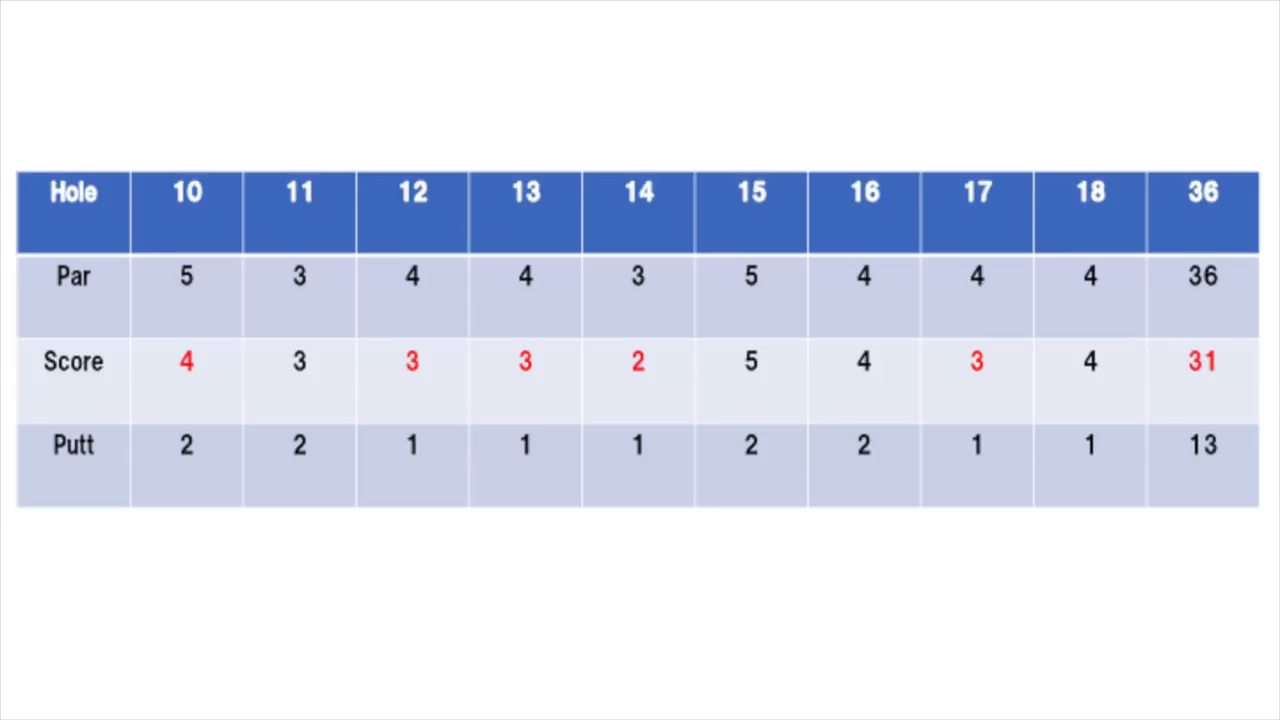 Hole 10 11 12 13 14 15 16 17 18 36
Par 5 3 4 4 3 5 4 4 4 36
Score 4 3 3 3 2 5 4 3 4 31
Putt 2 2 1 1 1 2 2 1 1 13